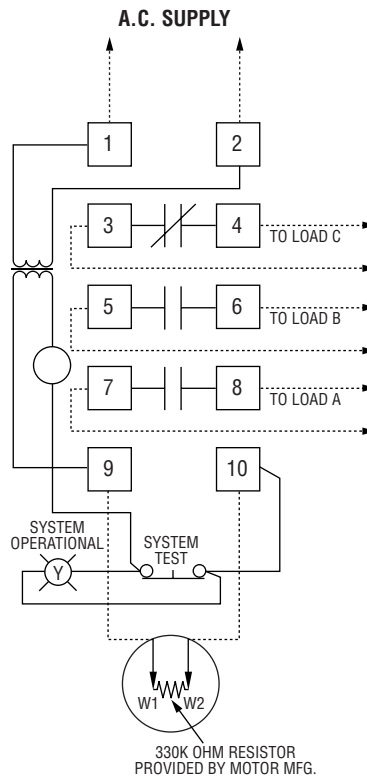 A.C. SUPPLY
1
2
3
4
TO LOAD C
5
6
TO LOAD B
7
8
TO LOAD A
9
10
SYSTEM
OPERATIONAL
SYSTEM
TEST
Y
W1
W2
330K OHM RESISTOR
PROVIDED BY MOTOR MFG.